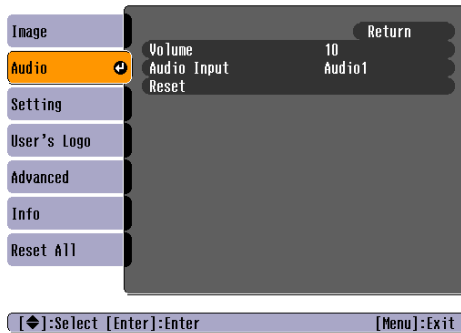 Image
Audio
Setting
User's Logo
Advanced
Info
Reset All
Return
Volume 10
Audio Input Audio1
Reset
[◆]:Select [Enter]:Enter [Menu]:Exit